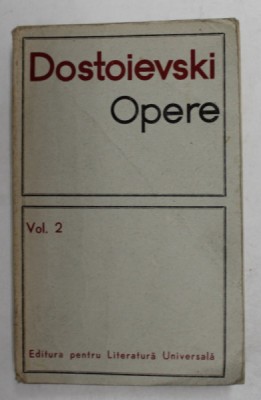 Dostoievski
Opere
Vol. 2
Editura pentru Literatură Universală